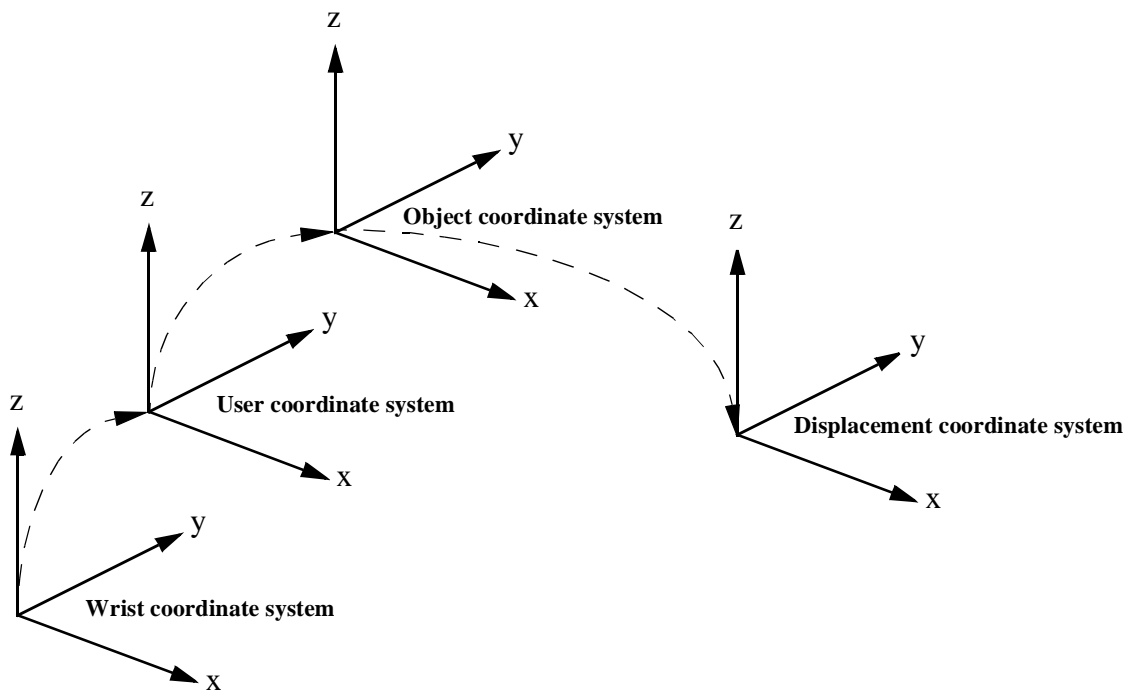 z
y
Object coordinate system
x
z
y
User coordinate system
x
z
y
Displacement coordinate system
x
z
y
Wrist coordinate system
x